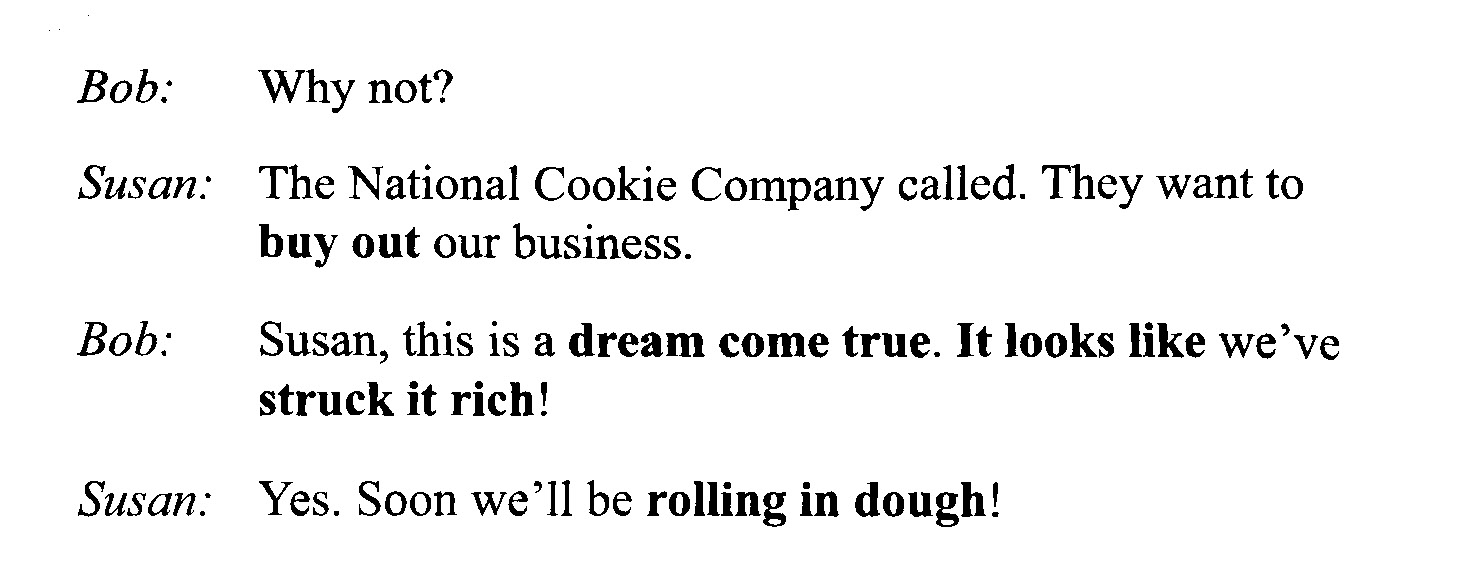 Bob: Why not?
Susan: The National Cookie Company called. They want to
buy out our business.
Bob: Susan, this is a dream come true. It looks like we’ve
struck it rich!
Susan: Yes. Soon we’ll be rolling in dough!